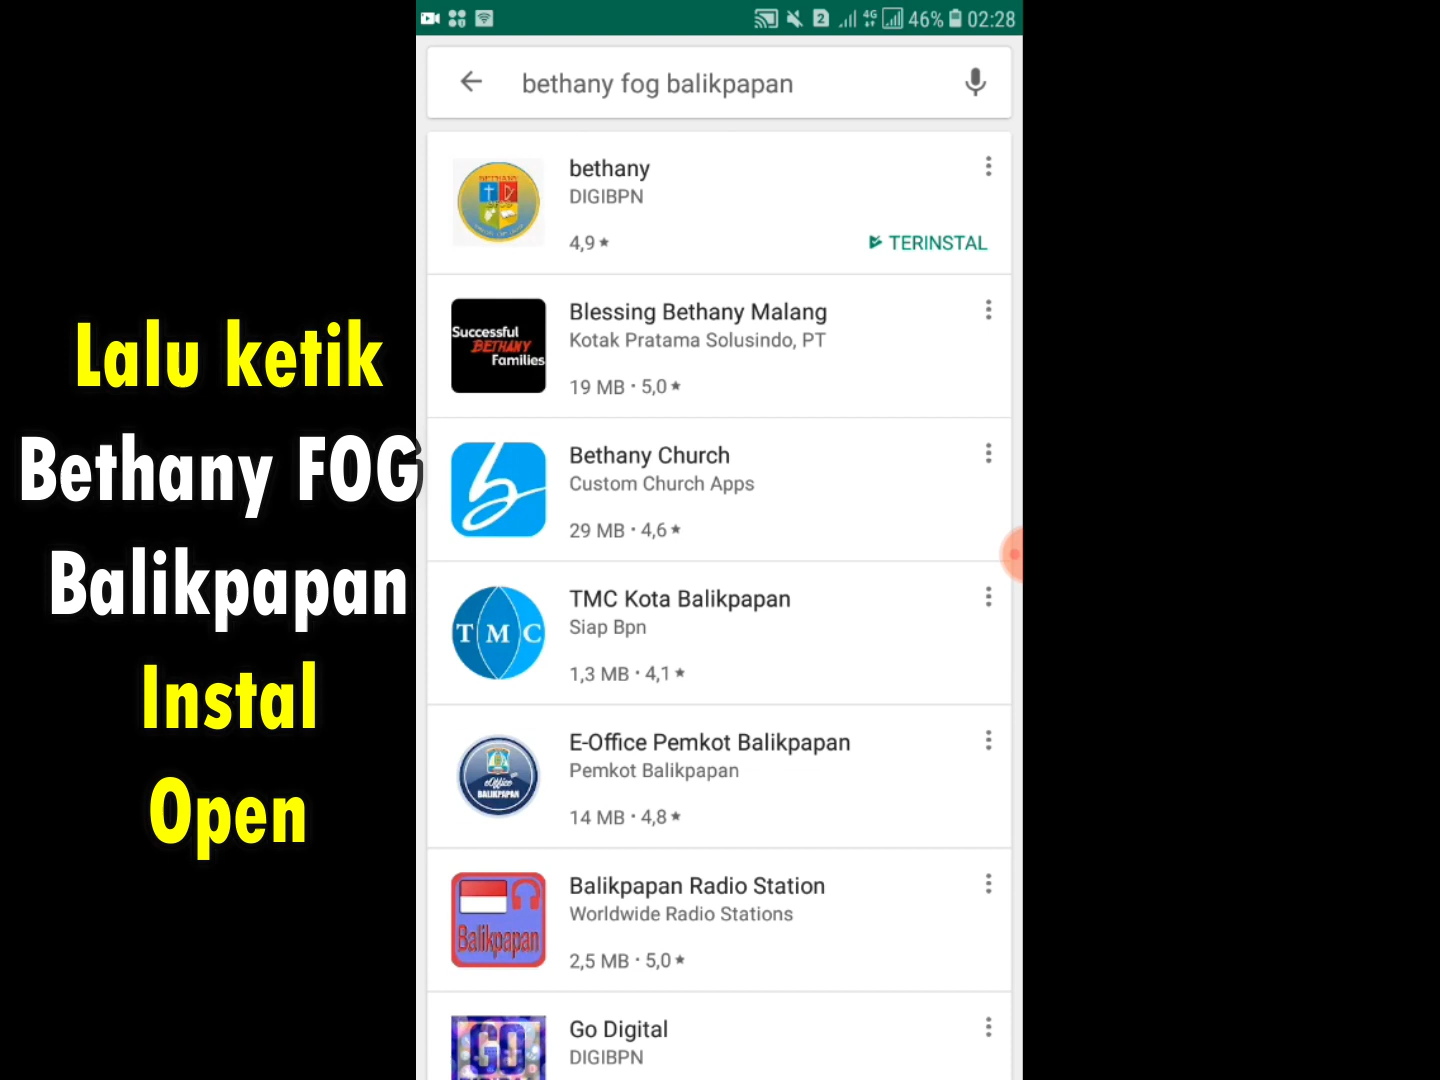 46% 02:28
bethany fog balikpapan
bethany
DIGIBPN
4,9
TERINSTAL
Successful
BETHANY
Families
Blessing Bethany Malang
Kotak Pratama Solusindo, PT
19 MB · 5,0
Bethany Church
Custom Church Apps
29 MB · 4,6
TMC
TMC Kota Balikpapan
Siap Bpn
1,3 MB · 4,1
eOffice
BALIKPAPAN
E-Office Pemkot Balikpapan
Pemkot Balikpapan
14 MB · 4,8
Balikpapan
Balikpapan Radio Station
Worldwide Radio Stations
2,5 MB · 5,0
GO
Go Digital
DIGIBPN
Lalu ketik
Bethany FOG
Balikpapan
Instal
Open